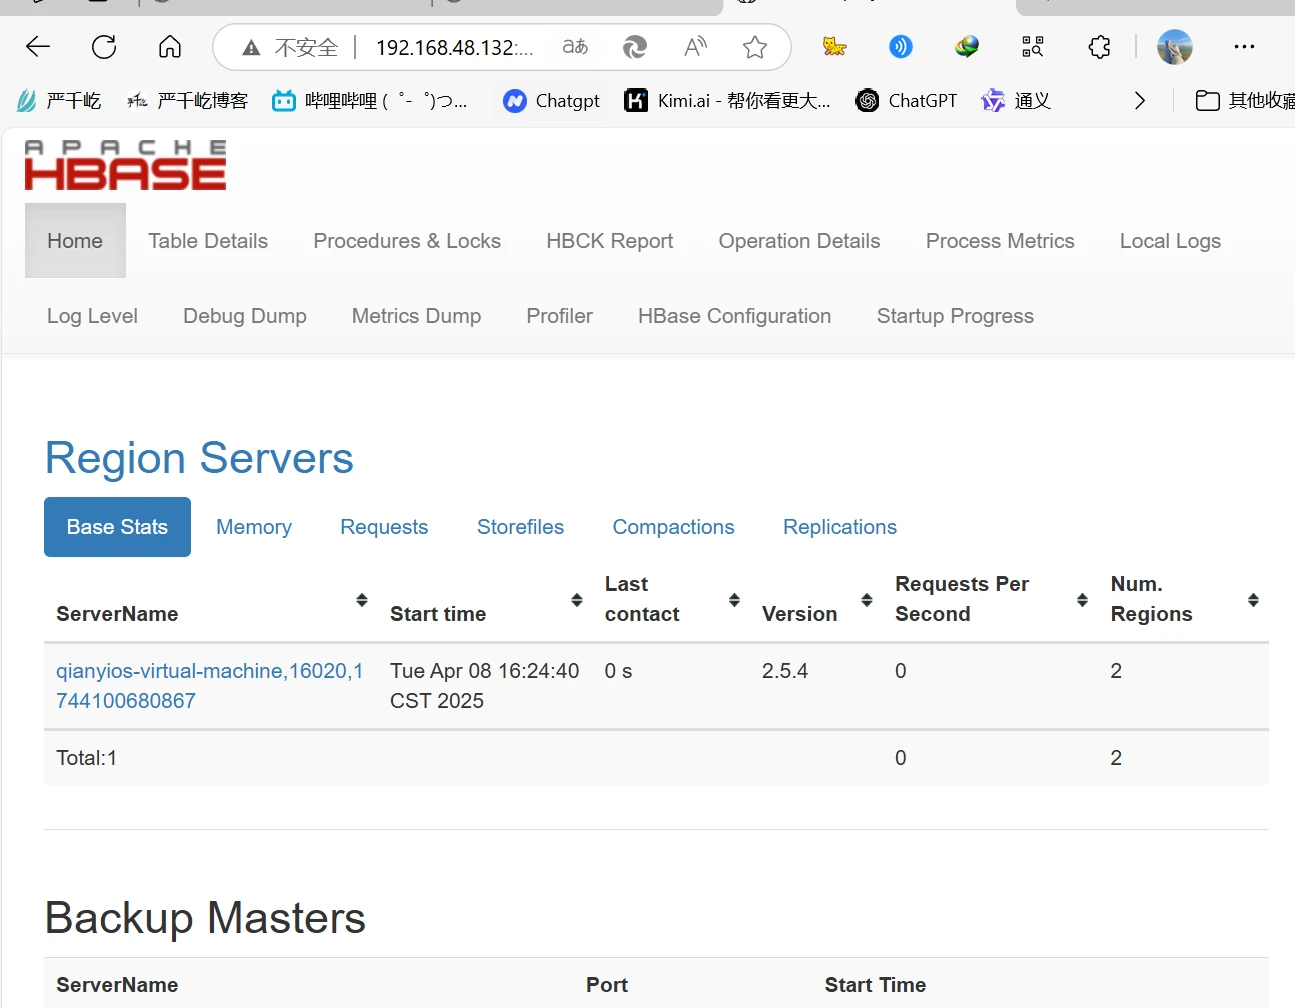 不安全 192.168.48.132:... aあ A
严千屹 严千屹博客 哔哩哔哩 ( ゜- ゜)つ... Chatgpt Kimi.ai - 帮你看更大... ChatGPT 通义 其他收藏
APACHE
HBASE
Home Table Details Procedures & Locks HBCK Report Operation Details Process Metrics Local Logs
Log Level Debug Dump Metrics Dump Profiler HBase Configuration Startup Progress
Region Servers
Base Stats Memory Requests Storefiles Compactions Replications
ServerName Start time Last contact Version Requests Per Second Num. Regions
qianyios-virtual-machine,16020,1 Tue Apr 08 16:24:40 0 s 2.5.4 0 2
744100680867 CST 2025
Total:1 0 2
Backup Masters
ServerName Port Start Time